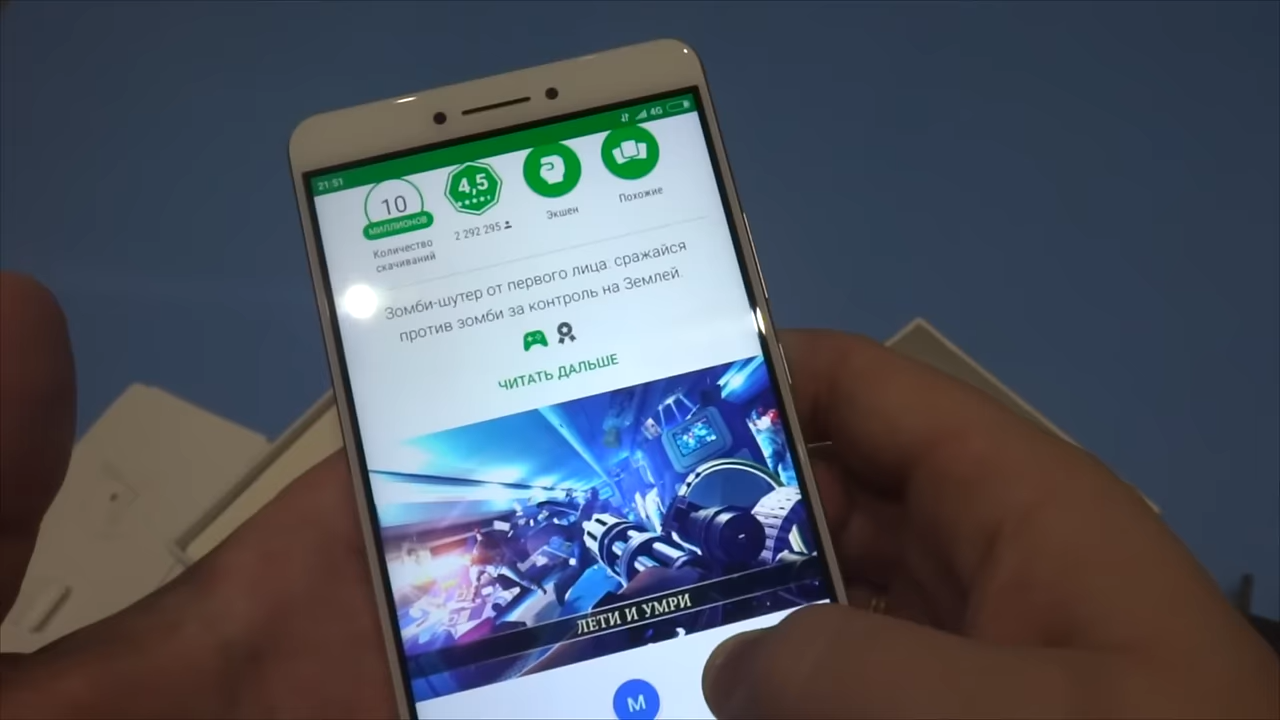 21:51
4G
10
МИЛЛИОНОВ
Количество
скачиваний
4,5
2 292 295
Экшен
Похожие
Зомби-шутер от первого лица: сражайся
против зомби за контроль на Землей.
ЧИТАТЬ ДАЛЬШЕ
ЛЕТИ И УМРИ
М